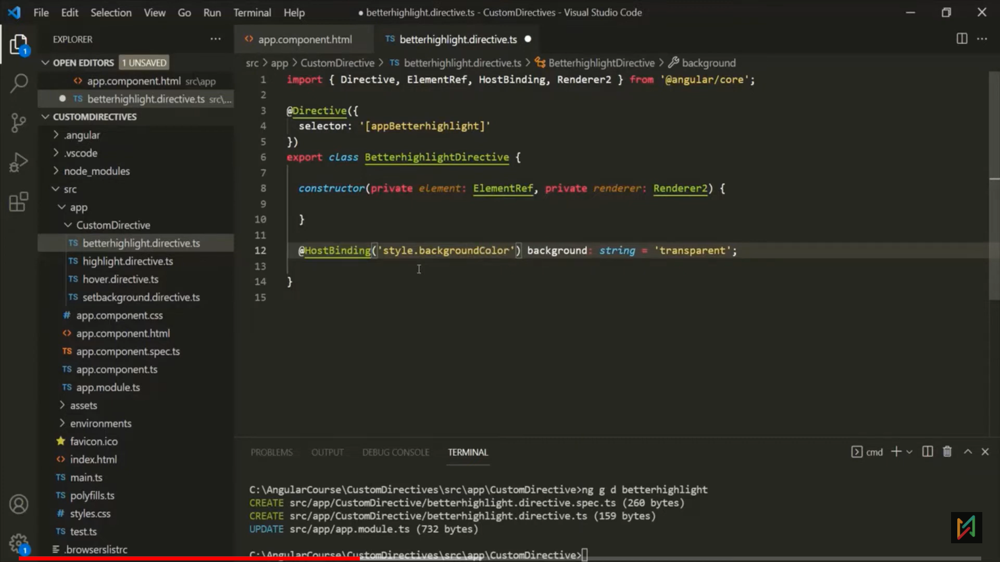 File Edit Selection View Go Run Terminal Help ● betterhighlight.directive.ts - CustomDirectives - Visual Studio Code
EXPLORER ···
1
OPEN EDITORS 1 UNSAVED
<> app.component.html src\app
● TS betterhighlight.directive.ts src\...
CUSTOMDIRECTIVES
.angular
.vscode
node_modules
src
app
CustomDirective
TS betterhighlight.directive.ts
TS highlight.directive.ts
TS hover.directive.ts
TS setbackground.directive.ts
# app.component.css
<> app.component.html
TS app.component.spec.ts
TS app.component.ts
TS app.module.ts
assets
environments
favicon.ico
<> index.html
TS main.ts
TS polyfills.ts
# styles.css
TS test.ts
.browserslistrc
1
<> app.component.html TS betterhighlight.directive.ts ●
src > app > CustomDirective > TS betterhighlight.directive.ts > BetterhighlightDirective > background
1 import { Directive, ElementRef, HostBinding, Renderer2 } from '@angular/core';
2
3 @Directive({
4 selector: '[appBetterhighlight]'
5 })
6 export class BetterhighlightDirective {
7
8 constructor(private element: ElementRef, private renderer: Renderer2) {
9
10 }
11
12 @HostBinding('style.backgroundColor') background: string = 'transparent';
13
14 }
15
PROBLEMS OUTPUT DEBUG CONSOLE TERMINAL cmd
C:\AngularCourse\CustomDirectives\src\app\CustomDirective>ng g d betterhighlight
CREATE src/app/CustomDirective/betterhighlight.directive.spec.ts (260 bytes)
CREATE src/app/CustomDirective/betterhighlight.directive.ts (159 bytes)
UPDATE src/app/app.module.ts (732 bytes)
C:\AngularCourse\CustomDirectives\src\app\CustomDirective>